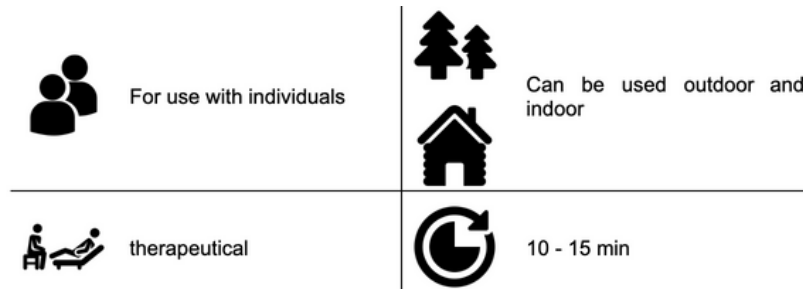 For use with individuals
Can be used outdoor and
indoor
therapeutical
10 - 15 min